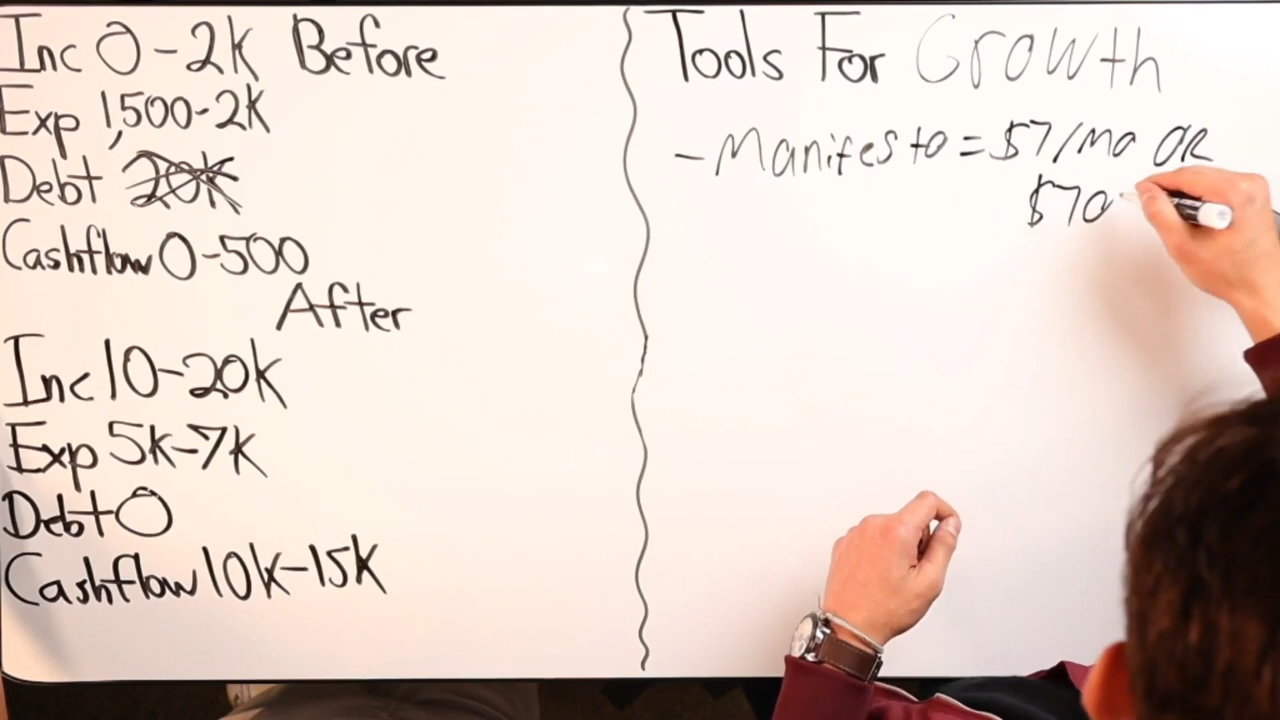 Inc 0-2k Before
Exp 1,500-2k
Debt 20k
Cashflow 0-500
After
Inc 10-20k
Exp 5k-7k
Debt 0
Cashflow 10k-15k
Tools For Growth
- Manifesto = $7/mo OR
$70